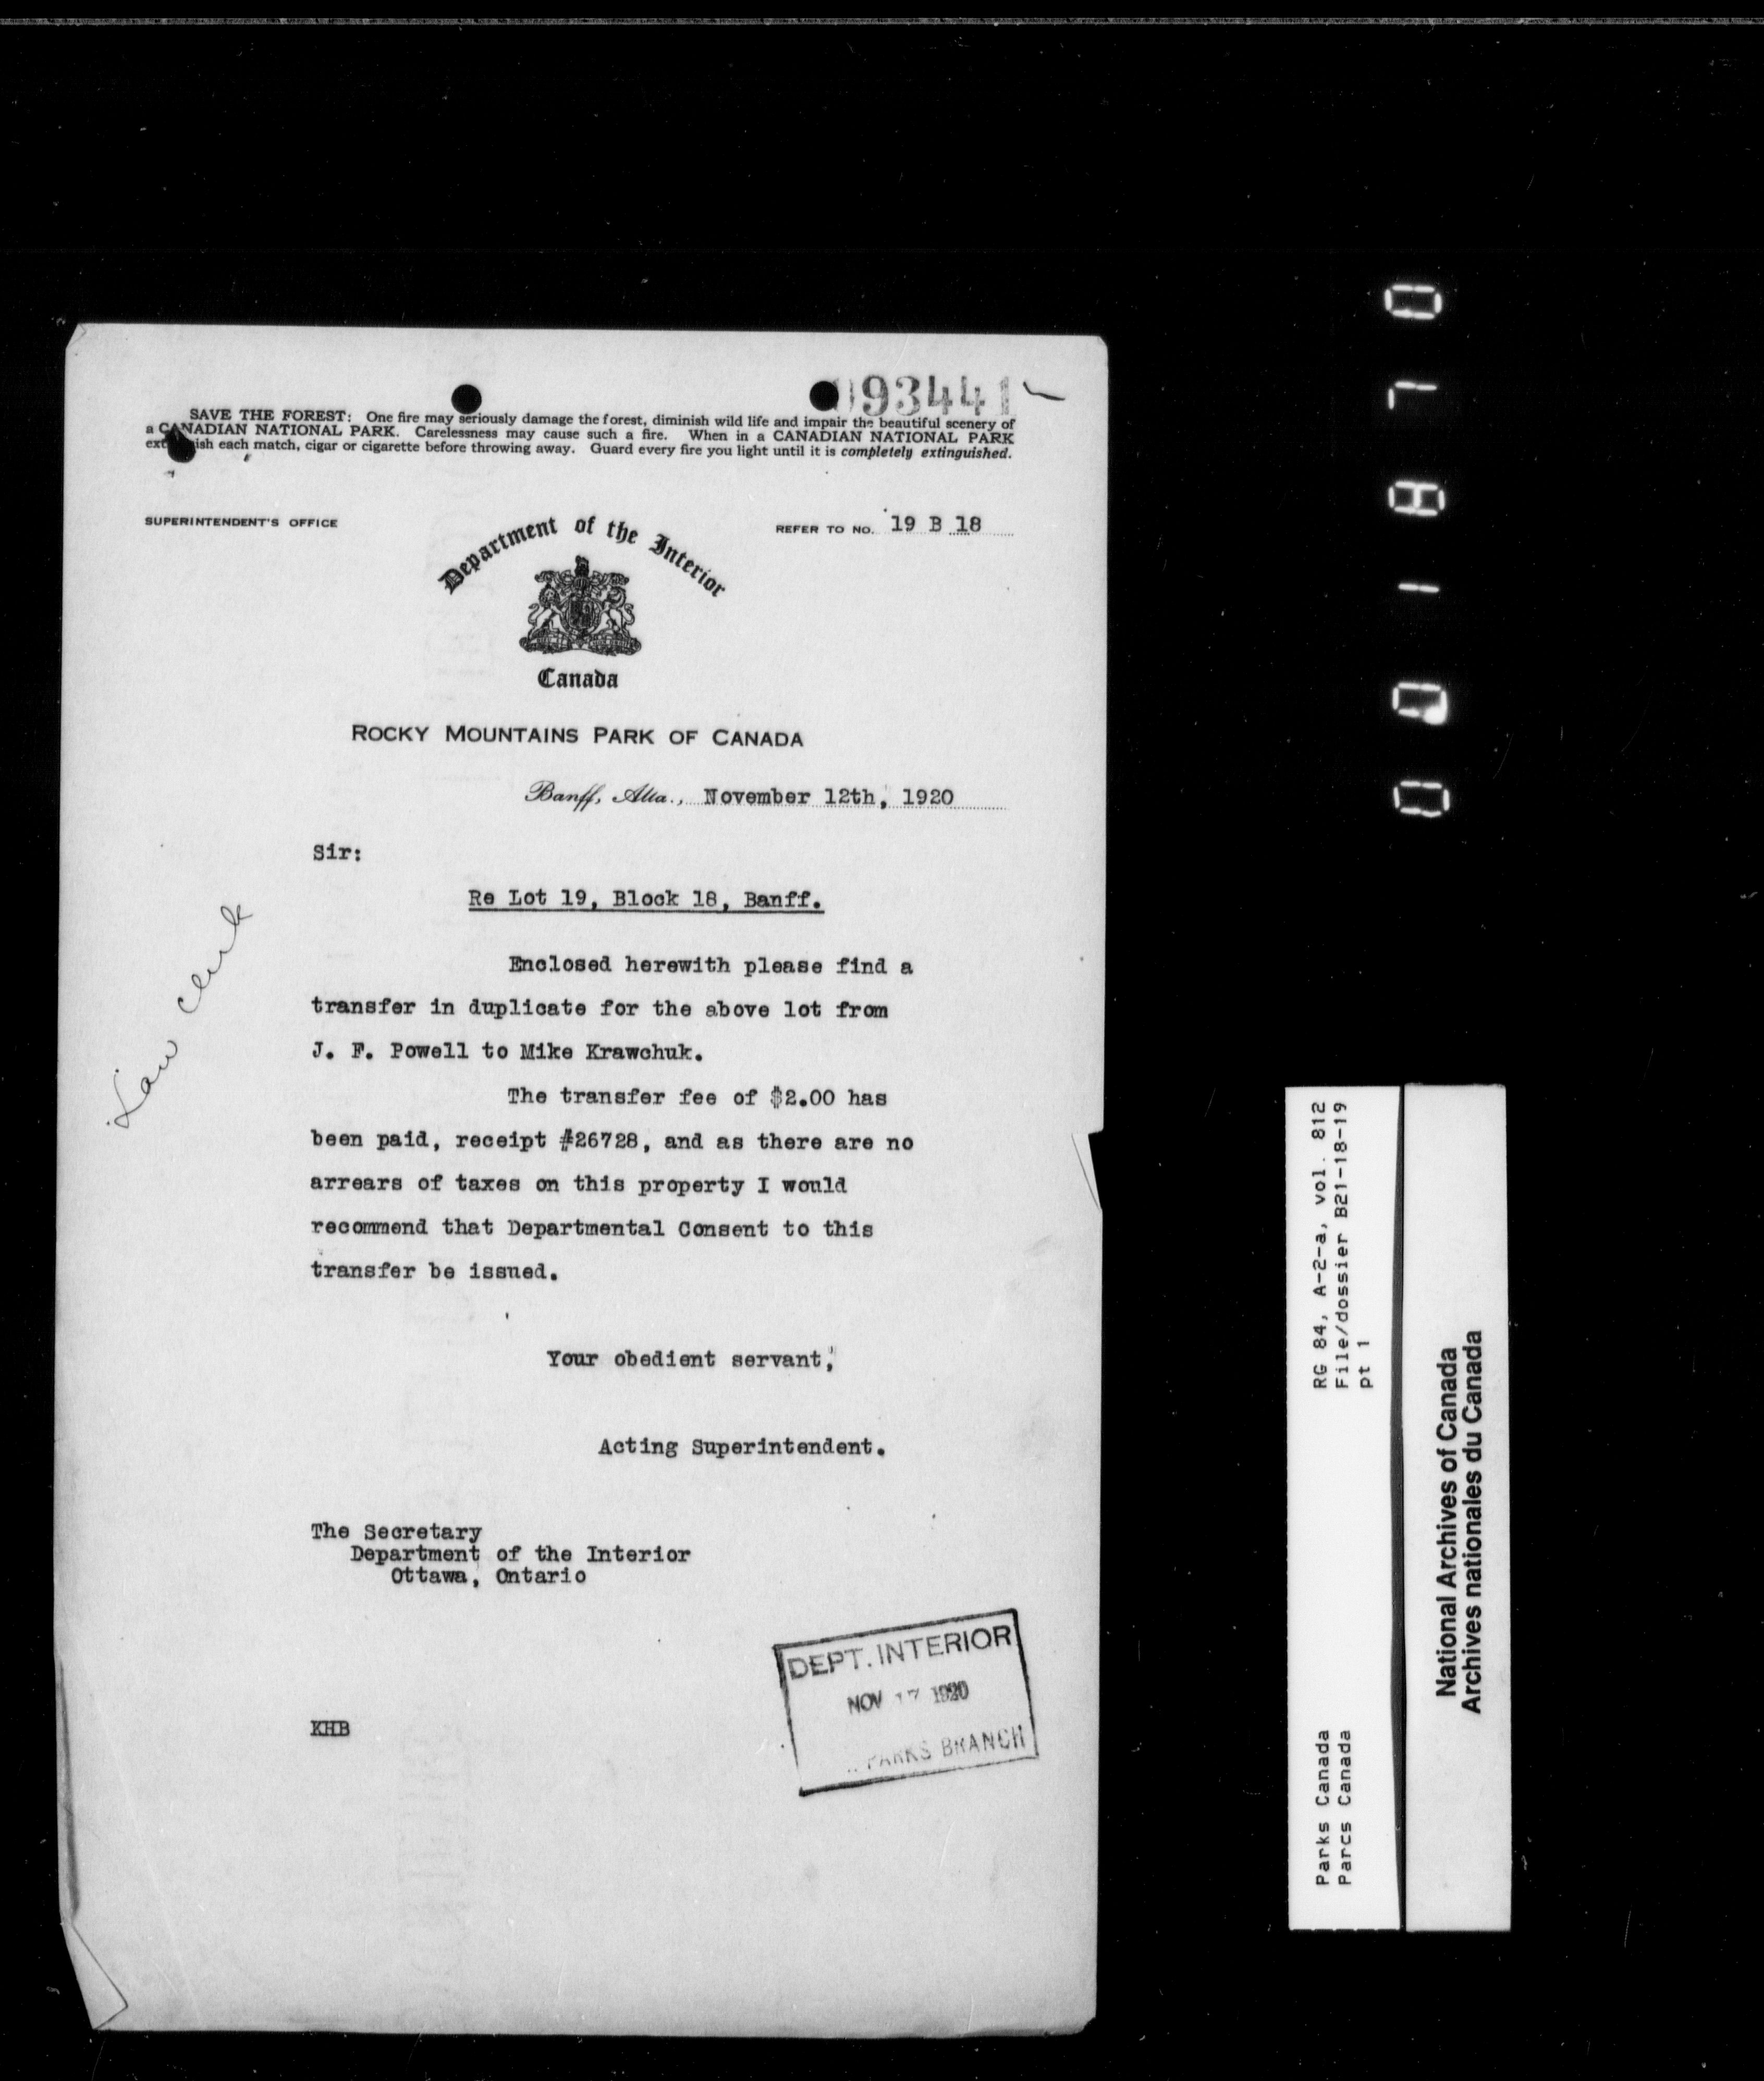 93441
SAVE THE FOREST: One fire may seriously damage the forest, diminish wild life and impair the beautiful scenery of
a CANADIAN NATIONAL PARK. Carelessness may cause such a fire. When in a CANADIAN NATIONAL PARK
ish each match, cigar or cigarette before throwing away. Guard every fire you light until it is completely extinguished.
SUPERINTENDENT'S OFFICE
REFER TO NO. 19 B 18
Department of the Interior
Canada
ROCKY MOUNTAINS PARK OF CANADA
Banff, Alta., November 12th, 1920
Sir:
Re Lot 19, Block 18, Banff.
Enclosed herewith please find a
transfer in duplicate for the above lot from
J. F. Powell to Mike Krawchuk.
The transfer fee of $2.00 has
been paid, receipt #26728, and as there are no
arrears of taxes on this property I would
recommend that Departmental Consent to this
transfer be issued.
Your obedient servant,
Acting Superintendent.
The Secretary
Department of the Interior
Ottawa, Ontario
KHB
Law clerk
DEPT. INTERIOR
NOV 17 1920
PARKS BRANCH
RG 84, A-2-a, vol. 812
File/dossier B21-18-19
pt 1
Parks Canada
Parcs Canada
National Archives of Canada
Archives nationales du Canada